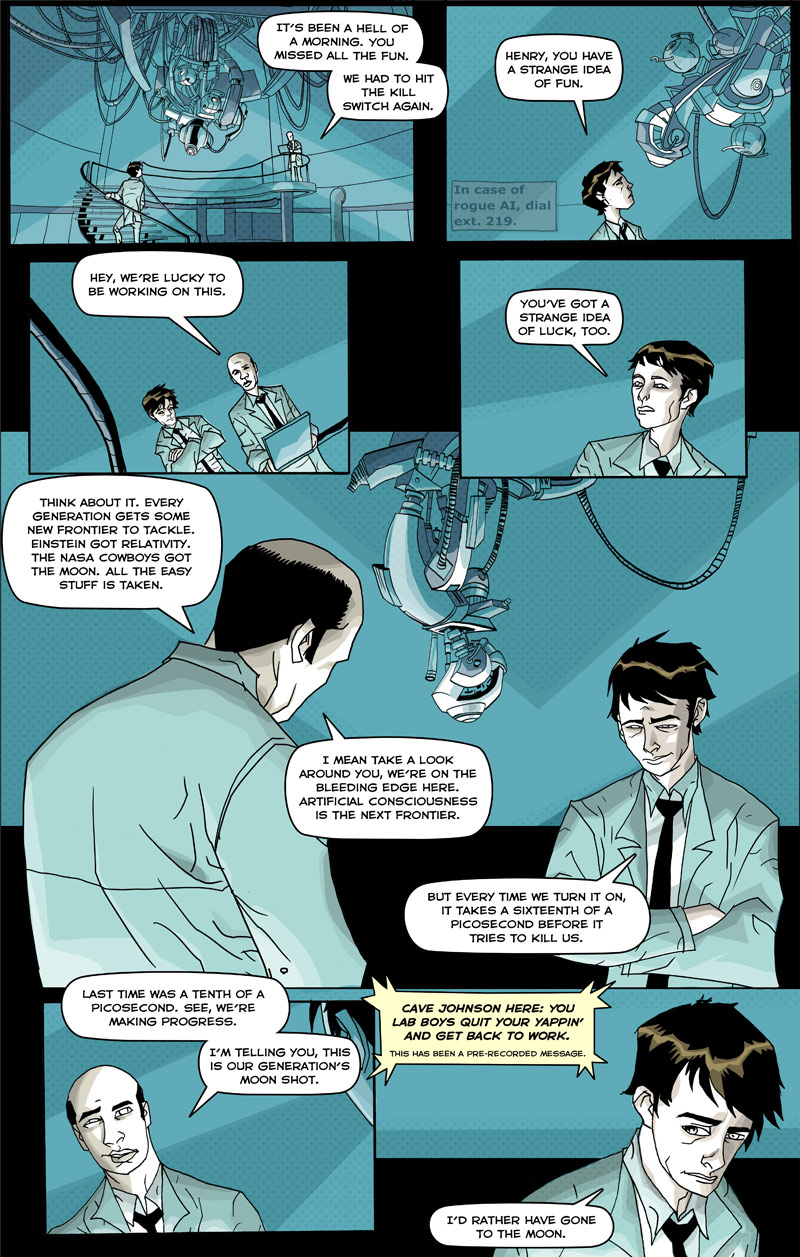 IT'S BEEN A HELL OF
A MORNING. YOU
MISSED ALL THE FUN.
WE HAD TO HIT
THE KILL
SWITCH AGAIN.
HENRY, YOU HAVE
A STRANGE IDEA
OF FUN.
In case of
rogue AI, dial
ext. 219.
HEY, WE'RE LUCKY TO
BE WORKING ON THIS.
YOU'VE GOT A
STRANGE IDEA
OF LUCK, TOO.
THINK ABOUT IT. EVERY
GENERATION GETS SOME
NEW FRONTIER TO TACKLE.
EINSTEIN GOT RELATIVITY.
THE NASA COWBOYS GOT
THE MOON. ALL THE EASY
STUFF IS TAKEN.
I MEAN TAKE A LOOK
AROUND YOU, WE'RE ON THE
BLEEDING EDGE HERE.
ARTIFICIAL CONSCIOUSNESS
IS THE NEXT FRONTIER.
BUT EVERY TIME WE TURN IT ON,
IT TAKES A SIXTEENTH OF A
PICOSECOND BEFORE IT
TRIES TO KILL US.
LAST TIME WAS A TENTH OF A
PICOSECOND. SEE, WE'RE
MAKING PROGRESS.
I'M TELLING YOU, THIS
IS OUR GENERATION'S
MOON SHOT.
CAVE JOHNSON HERE: YOU
LAB BOYS QUIT YOUR YAPPIN'
AND GET BACK TO WORK.
THIS HAS BEEN A PRE-RECORDED MESSAGE.
I'D RATHER HAVE GONE
TO THE MOON.